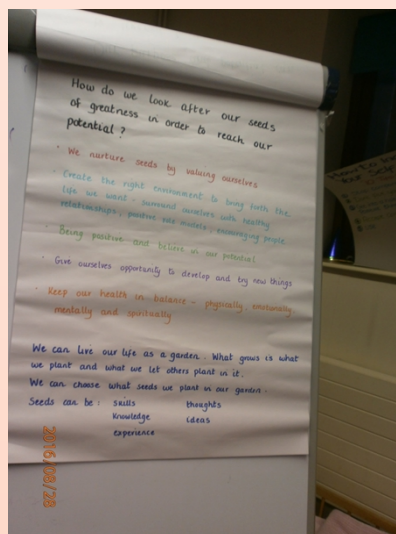 How do we look after our seeds
of greatness in order to reach our
potential?
· We nurture seeds by valuing ourselves
· Create the right environment to bring forth the
life we want, surround ourselves with healthy
relationships, positive role models, encouraging people
· Being positive and believe in our potential
· Give ourselves opportunity to develop and try new things
· Keep our health in balance - physically, emotionally,
mentally and spiritually
We can live our life as a garden. What grows is what
we plant and what we let others plant in it.
We can choose what seeds we plant in our garden.
Seeds can be: skills thoughts
knowledge ideas
experience
2016/08/28
How to
Your Sel